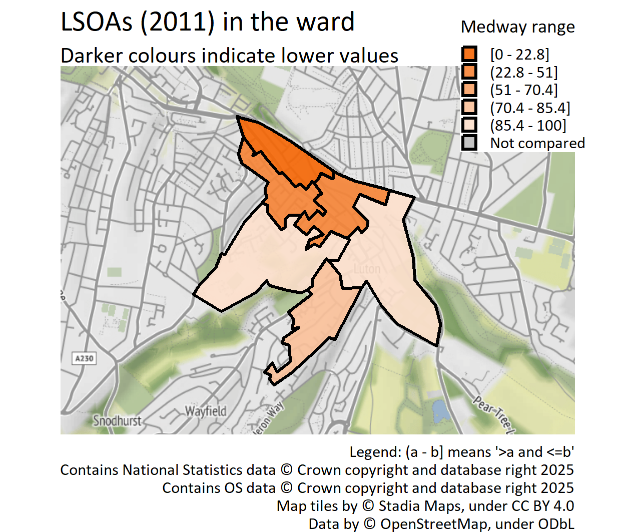 LSOAs (2011) in the ward
Darker colours indicate lower values
Medway range
[0 - 22.8]
(22.8 - 51]
(51 - 70.4]
(70.4 - 85.4]
(85.4 - 100]
Not compared
Luton
A230
Snodhurst
Wayfield
eron-Way
Pear-Tree-L
Legend: (a - b] means '>a and <=b'
Contains National Statistics data © Crown copyright and database right 2025
Contains OS data © Crown copyright and database right 2025
Map tiles by © Stadia Maps, under CC BY 4.0
Data by © OpenStreetMap, under ODbL